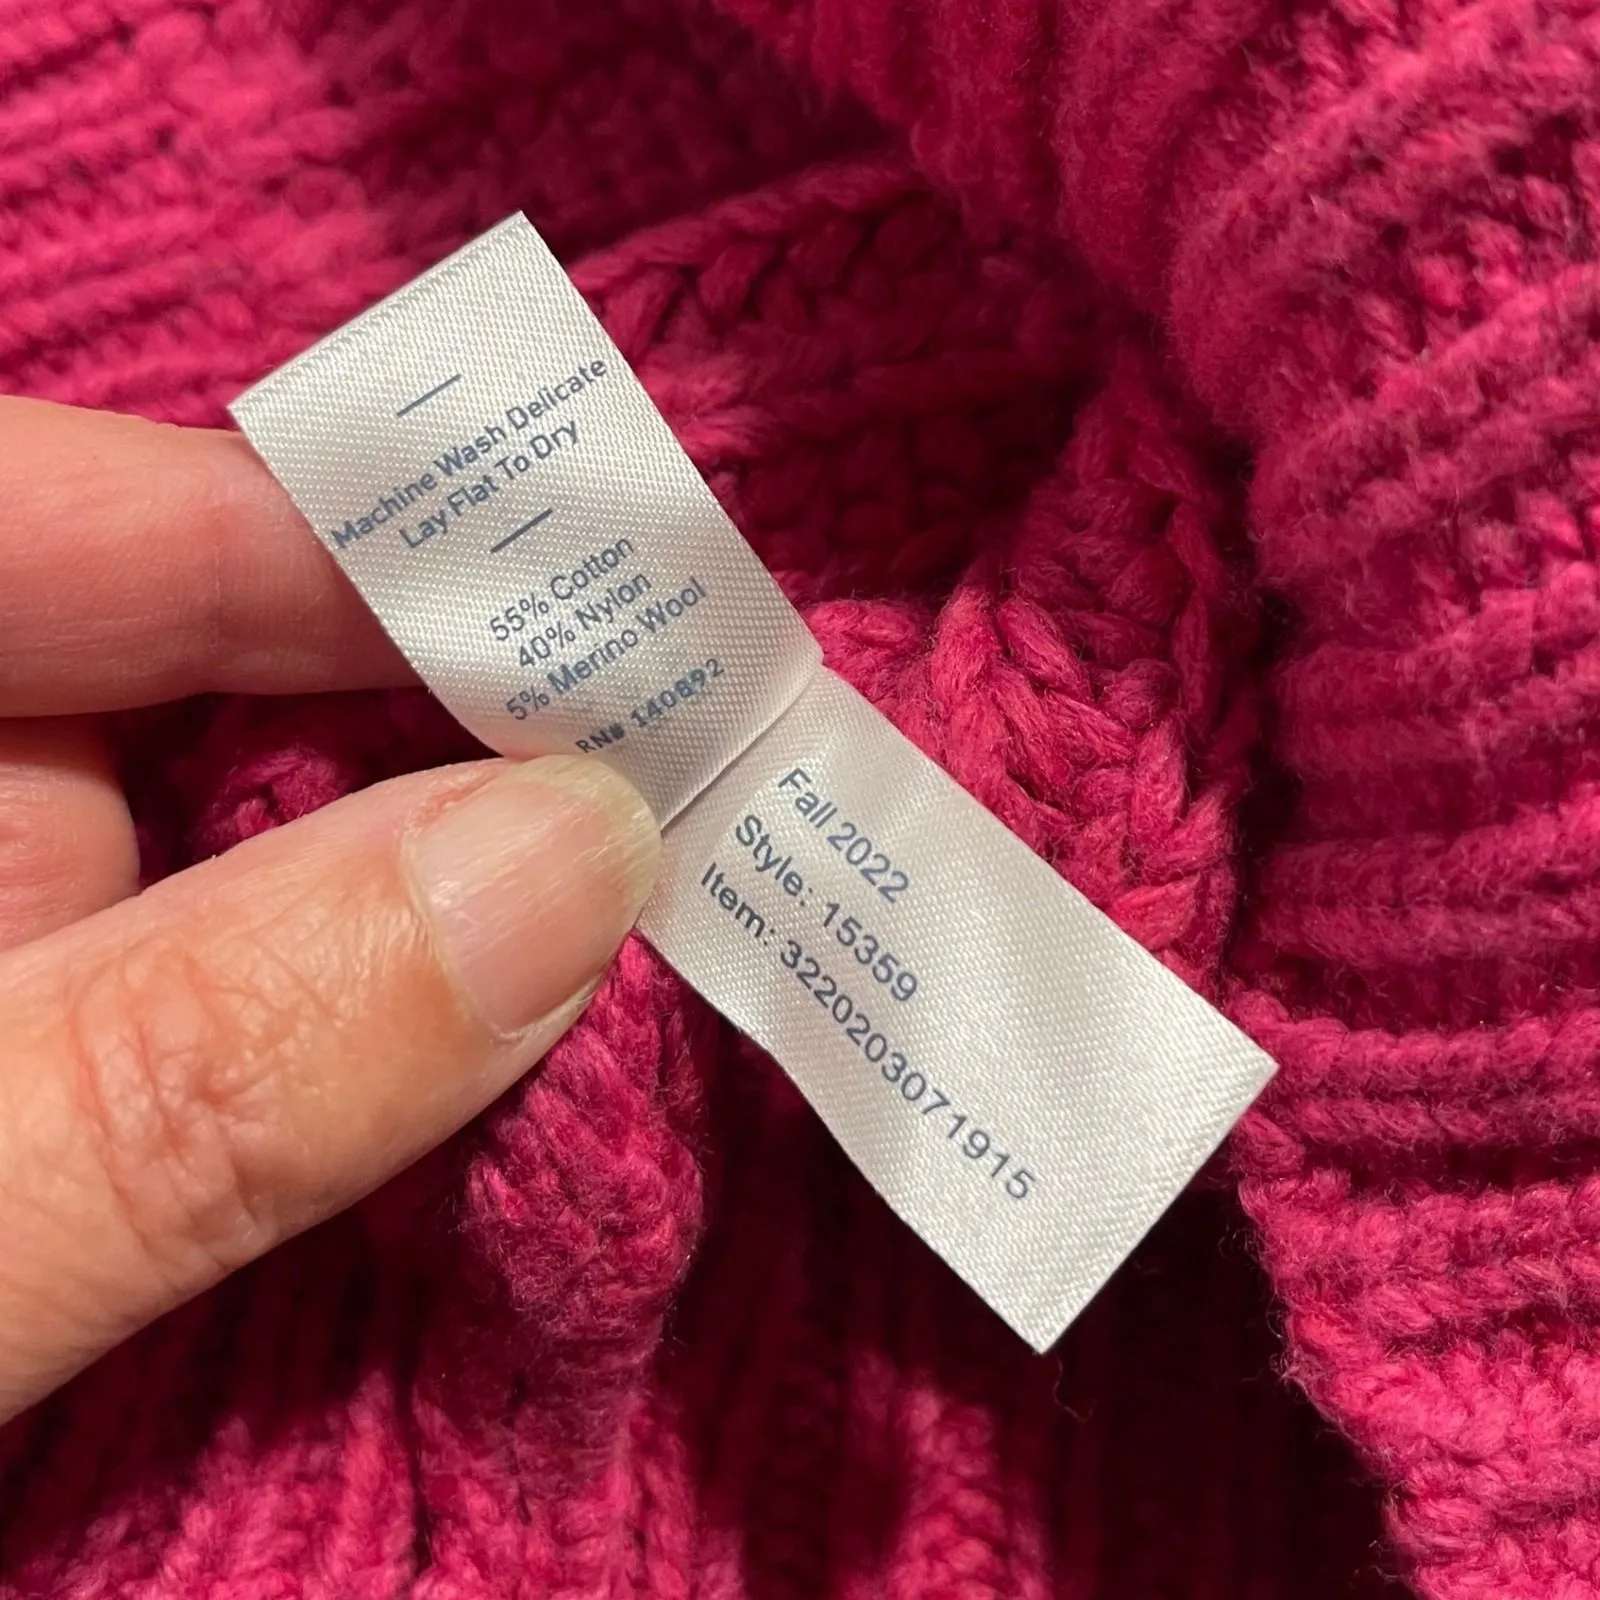 Machine Wash Delicate
Lay Flat To Dry
55% Cotton
40% Nylon
5% Merino Wool
RN# 140892
Fall 2022
Style: 15359
Item: 3220203071915